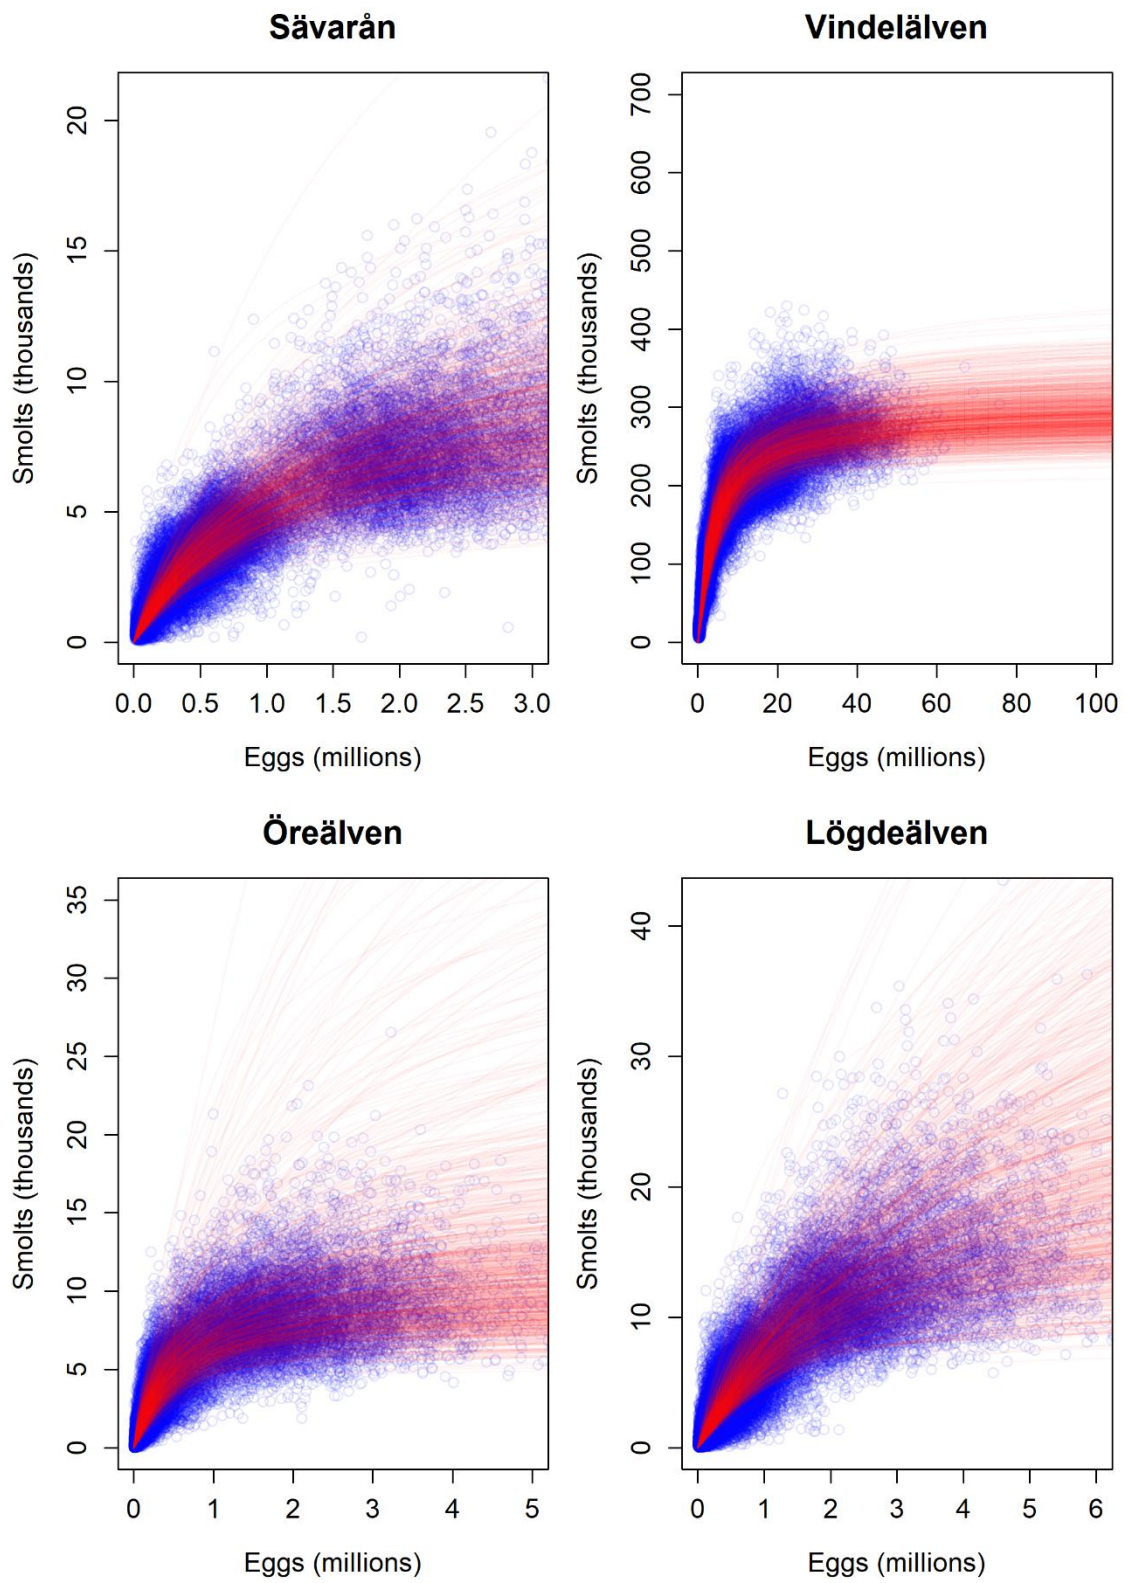 Sävarån
Smolts (thousands)
20
15
10
5
0
0.0 0.5 1.0 1.5 2.0 2.5 3.0
Eggs (millions)
Vindelälven
Smolts (thousands)
700
600
500
400
300
200
100
0
0 20 40 60 80 100
Eggs (millions)
Öreälven
Smolts (thousands)
35
30
25
20
15
10
5
0
0 1 2 3 4 5
Eggs (millions)
Lögdeälven
Smolts (thousands)
40
30
20
10
0
0 1 2 3 4 5 6
Eggs (millions)